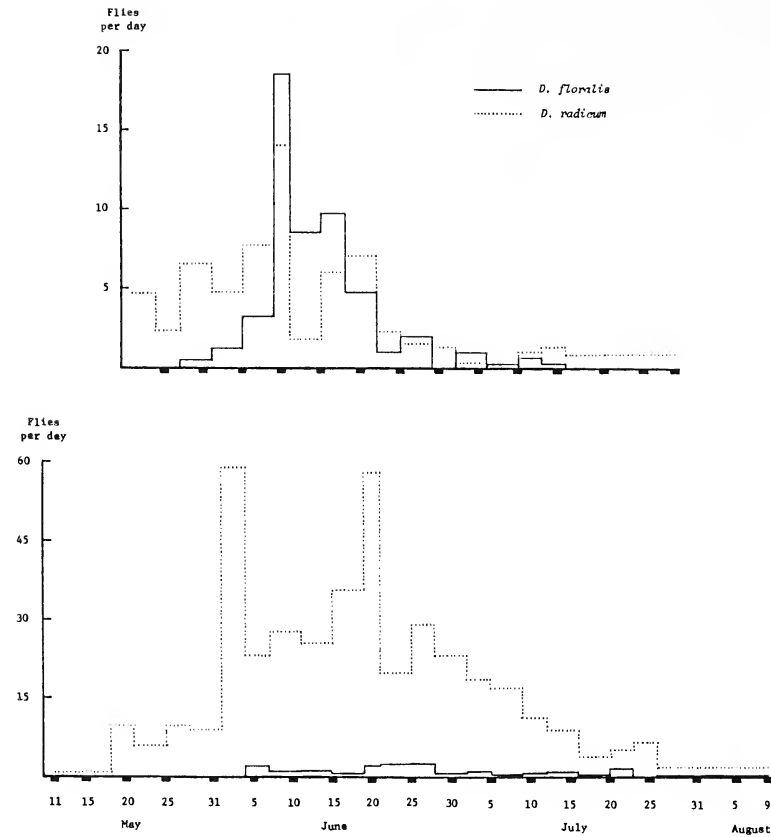 Flies
per day
20
15
10
5
D. floralis
D. radicum
Flies
per day
60
45
30
15
11 15 20 25 31 5 10 15 20 25 30 5 10 15 20 25 31 5 9
May June July August